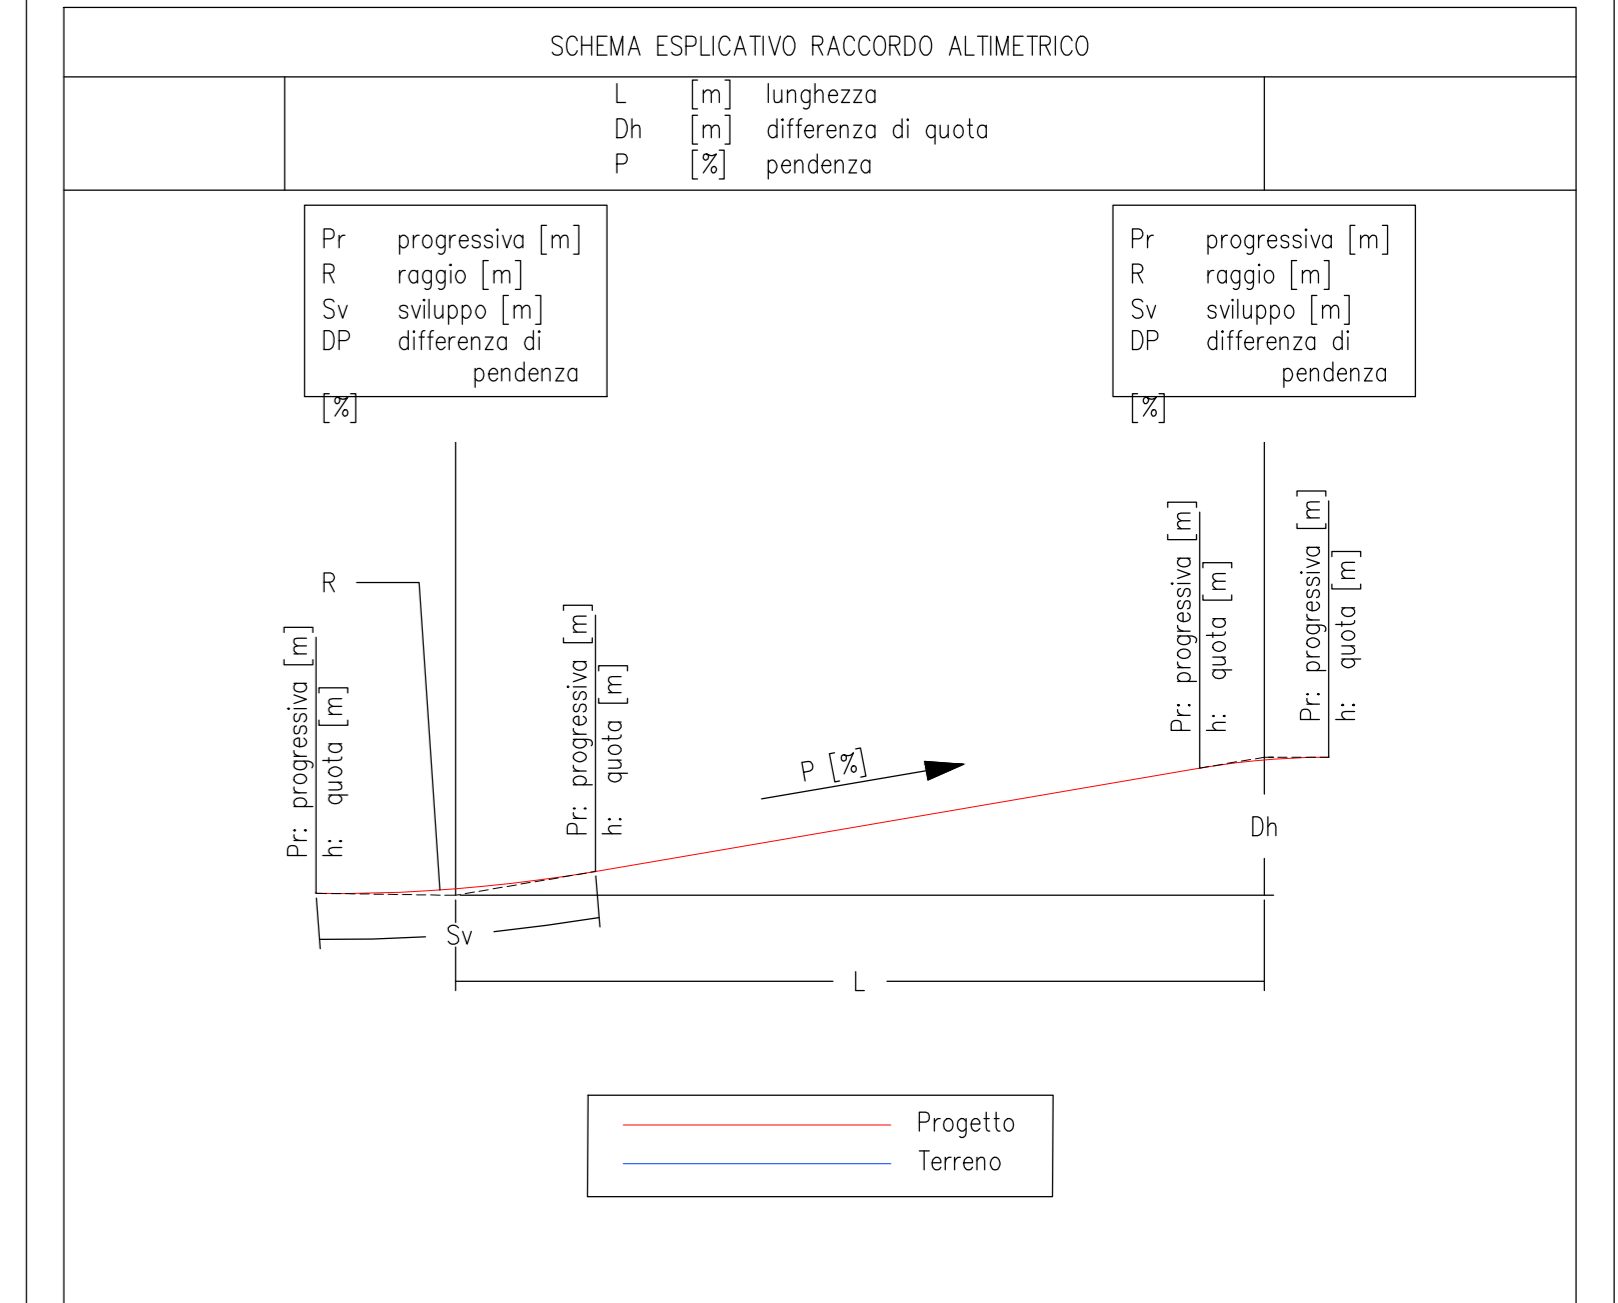 SCHEMA ESPLICATIVO RACCORDO ALTIMETRICO
L [m] lunghezza
Dh [m] differenza di quota
P [%] pendenza
Pr progressiva [m]
R raggio [m]
Sv sviluppo [m]
DP differenza di
pendenza
[%]
Pr progressiva [m]
R raggio [m]
Sv sviluppo [m]
DP differenza di
pendenza
[%]
R
Pr: progressiva [m]
h: quota [m]
Pr: progressiva [m]
h: quota [m]
P [%]
Pr: progressiva [m]
h: quota [m]
Pr: progressiva [m]
h: quota [m]
Dh
Sv
L
Progetto
Terreno